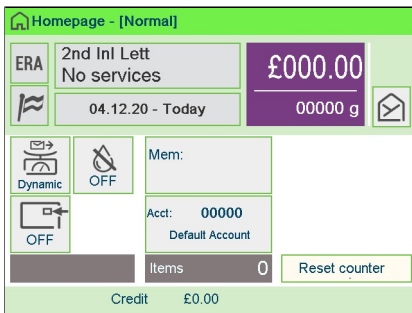 Homepage - [Normal]
ERA
2nd Inl Lett
No services
£000.00
04.12.20 - Today
00000 g
Dynamic
OFF
Mem:
OFF
Acct: 00000
Default Account
Items 0
Reset counter
Credit £0.00